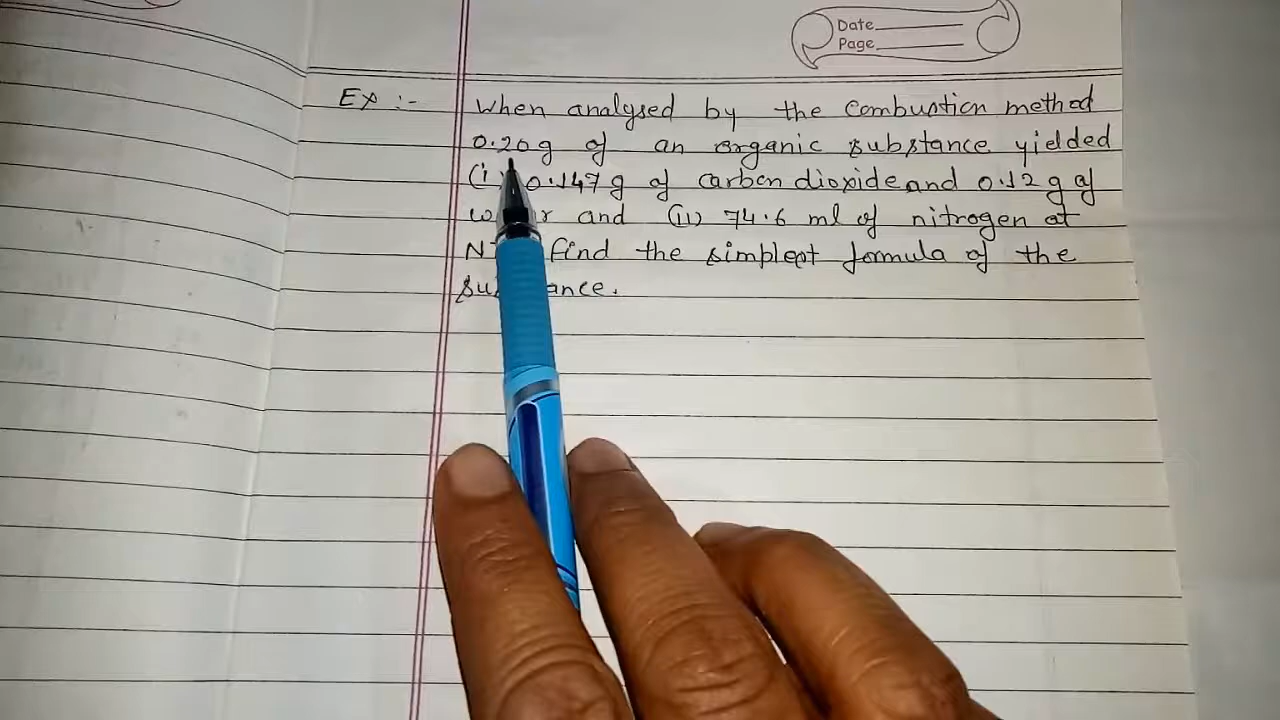 Date
Page
Ex :- When analysed by the combustion method
0.20g of an organic substance yielded
(i) 0.147 g of carbon dioxide and 0.12 g of
and (ii) 74.6 ml of nitrogen at
find the simplest formula of the